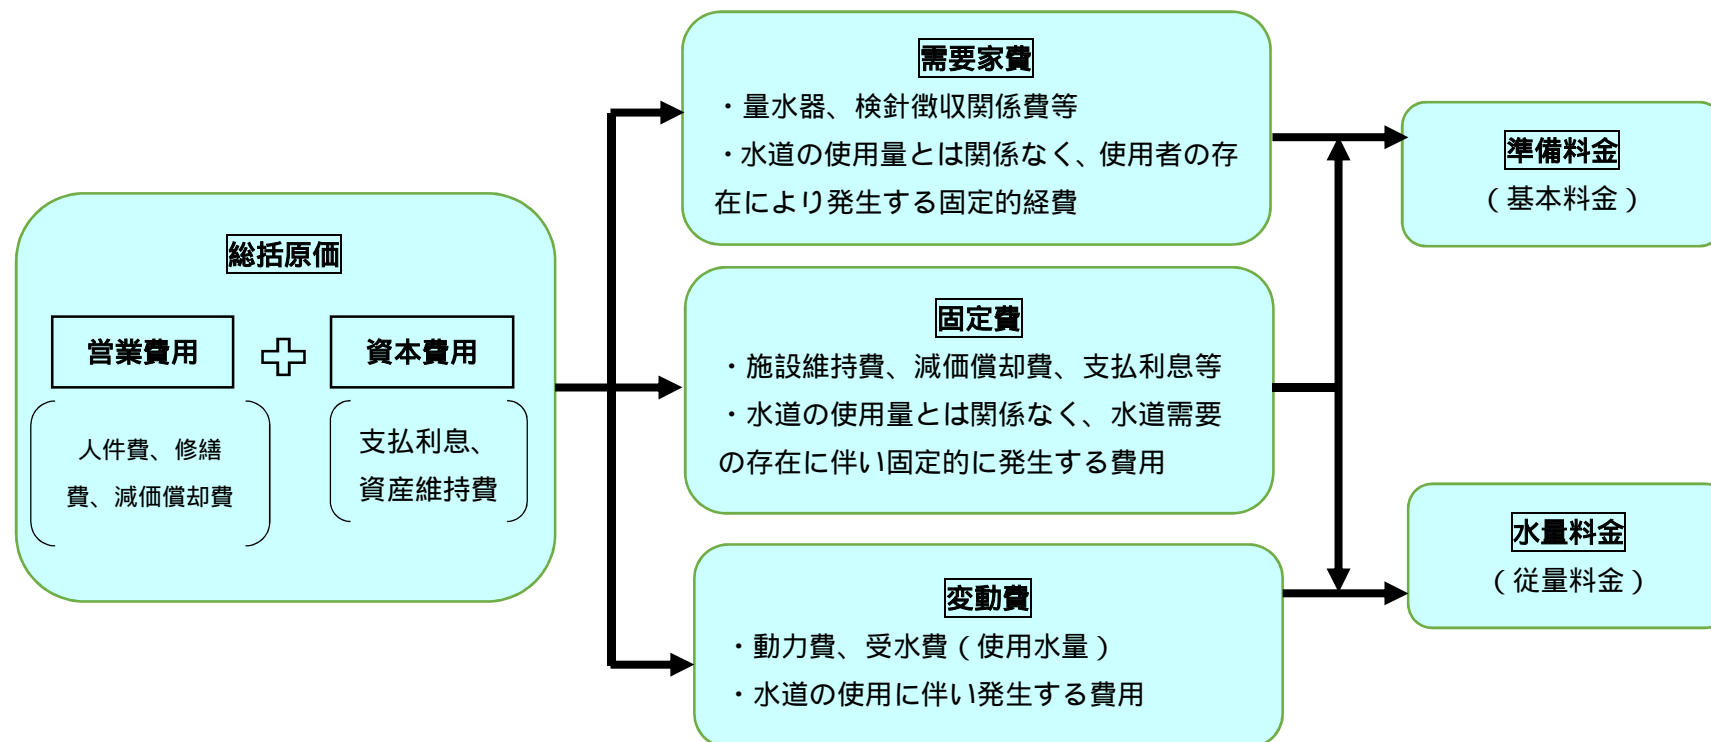 総括原価
営業費用
資本費用
人件費、修繕
費、減価償却費
支払利息、
資産維持費
需要家費
・量水器、検針徴収関係費等
・水道の使用量とは関係なく、使用者の存
在により発生する固定的経費
固定費
・施設維持費、減価償却費、支払利息等
・水道の使用量とは関係なく、水道需要
の存在に伴い固定的に発生する費用
変動費
・動力費、受水費（使用水量）
・水道の使用に伴い発生する費用
準備料金
（基本料金）
水量料金
（従量料金）